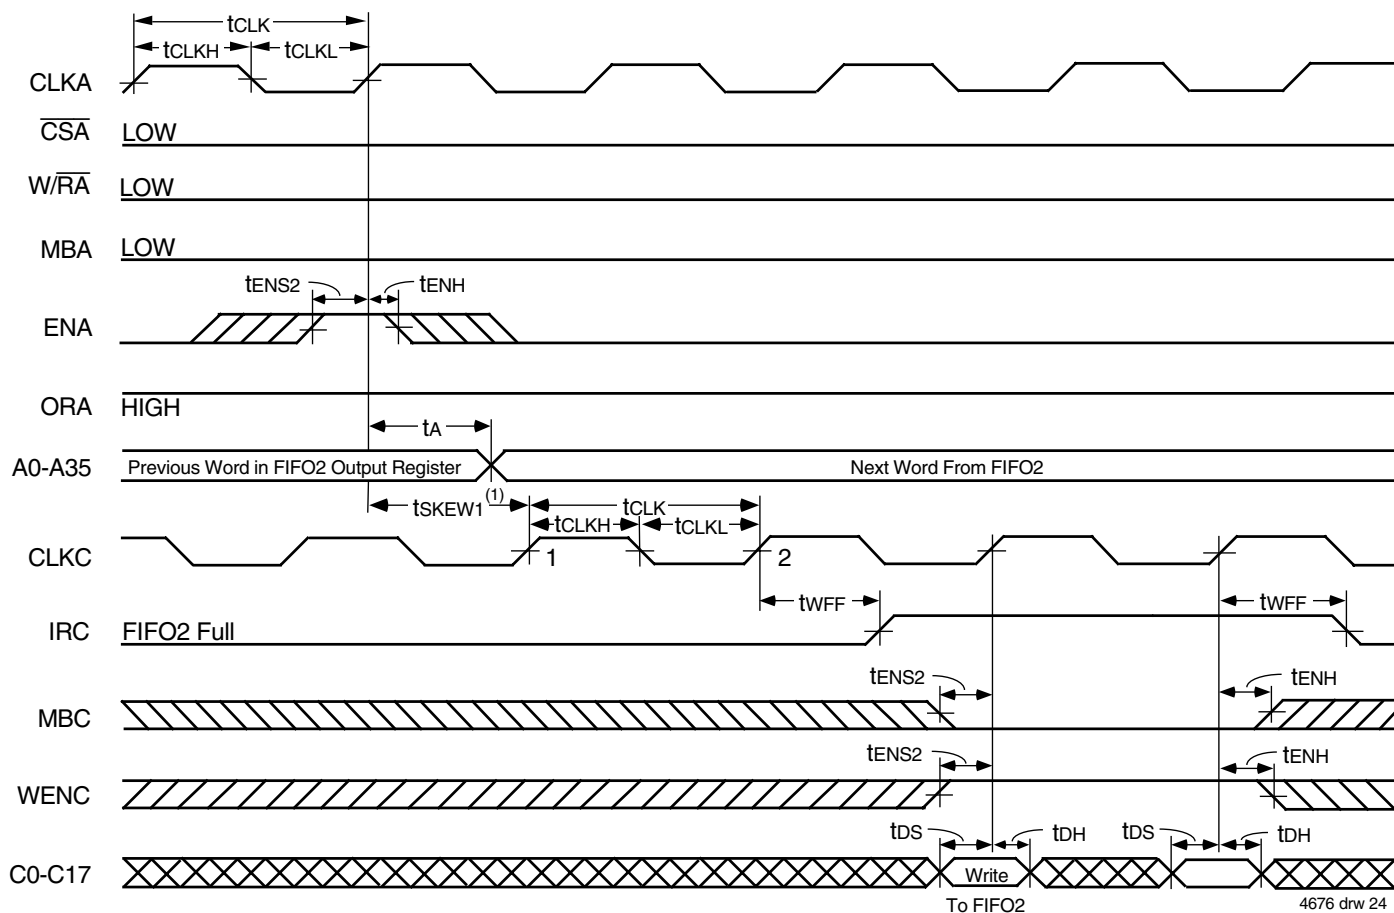 tCLK
tCLKH tCLKL
CLKA
CSA LOW
W/RA LOW
MBA LOW
tENS2 tENH
ENA
ORA HIGH
tA
A0-A35 Previous Word in FIFO2 Output Register Next Word From FIFO2
tSKEW1(1) tCLK
tCLKH tCLKL
CLKC 1 2
tWFF tWFF
IRC FIFO2 Full
tENS2 tENH
MBC
tENS2 tENH
WENC
tDS tDH tDS tDH
C0-C17 Write
To FIFO2
4676 drw 24